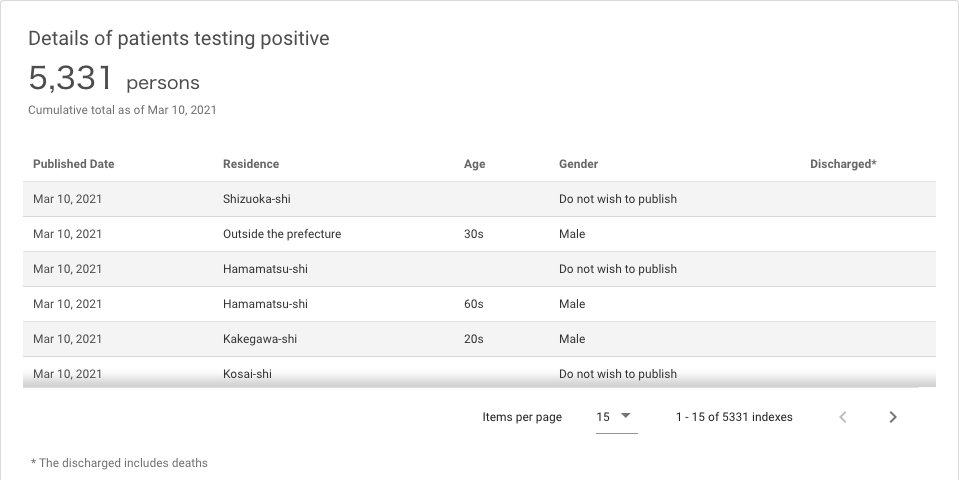 Details of patients testing positive
5,331 persons
Cumulative total as of Mar 10, 2021
Published Date Residence Age Gender Discharged*
Mar 10, 2021 Shizuoka-shi Do not wish to publish
Mar 10, 2021 Outside the prefecture 30s Male
Mar 10, 2021 Hamamatsu-shi Do not wish to publish
Mar 10, 2021 Hamamatsu-shi 60s Male
Mar 10, 2021 Kakegawa-shi 20s Male
Mar 10, 2021 Kosai-shi Do not wish to publish
Items per page 15 1 - 15 of 5331 indexes
* The discharged includes deaths